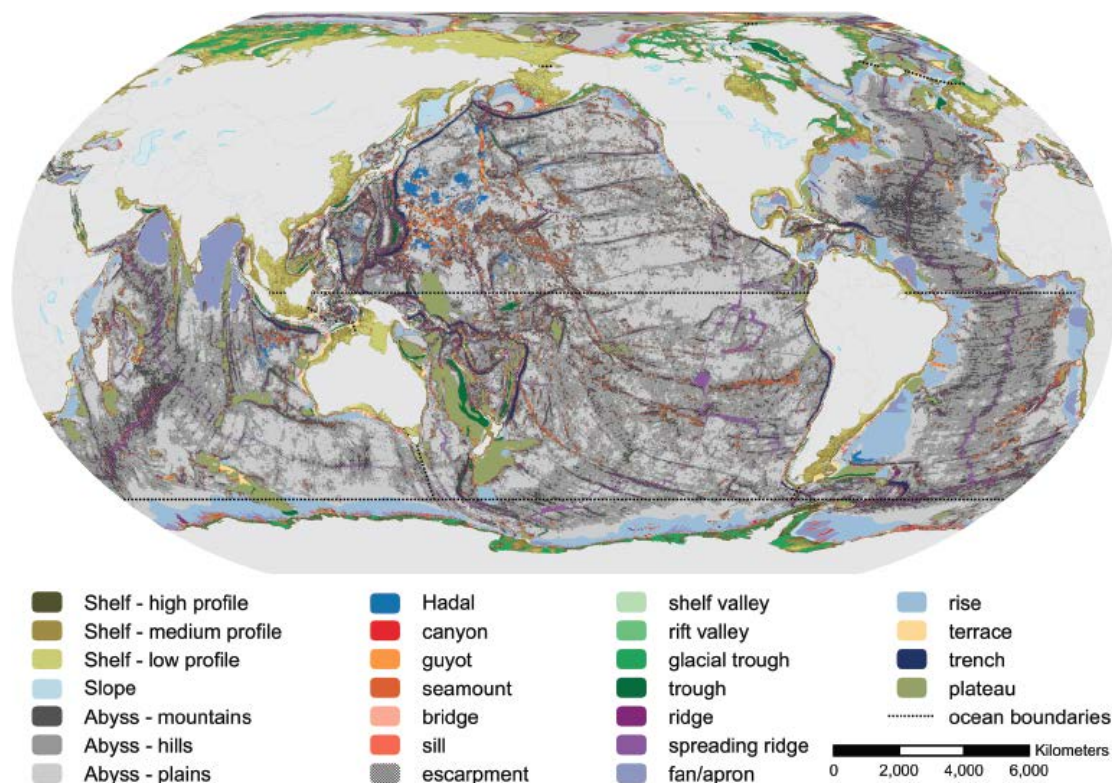 Shelf - high profile
Shelf - medium profile
Shelf - low profile
Slope
Abyss - mountains
Abyss - hills
Abyss - plains
Hadal
canyon
guyot
seamount
bridge
sill
escarpment
shelf valley
rift valley
glacial trough
trough
ridge
spreading ridge
fan/apron
rise
terrace
trench
plateau
ocean boundaries
Kilometers
0 2,000 4,000 6,000